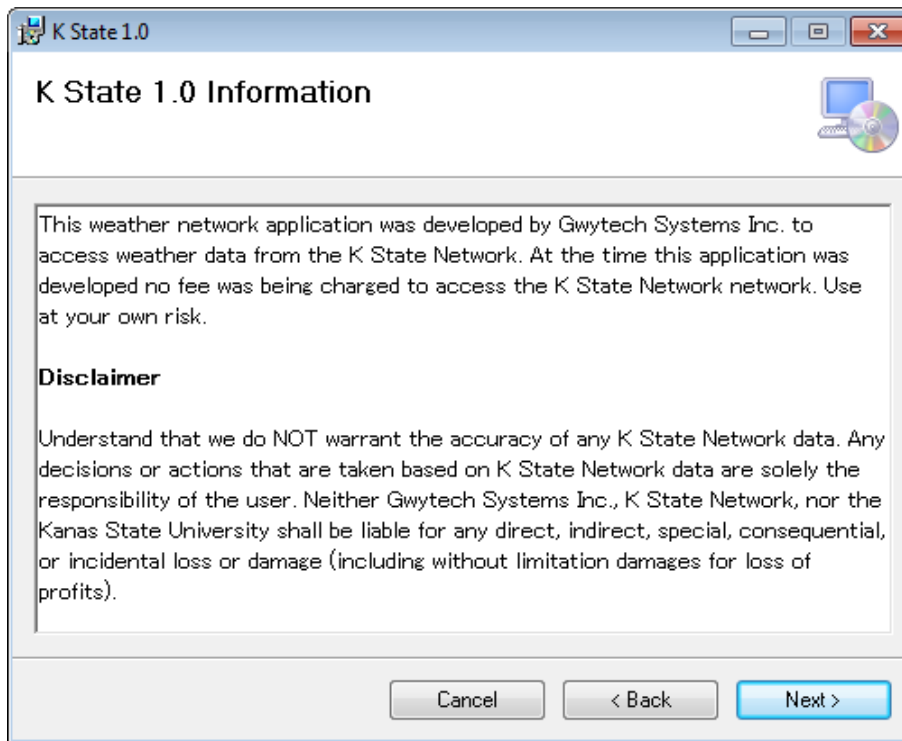 K State 1.0
K State 1.0 Information
This weather network application was developed by Gwytech Systems Inc. to
access weather data from the K State Network. At the time this application was
developed no fee was being charged to access the K State Network network. Use
at your own risk.
Disclaimer
Understand that we do NOT warrant the accuracy of any K State Network data. Any
decisions or actions that are taken based on K State Network data are solely the
responsibility of the user. Neither Gwytech Systems Inc., K State Network, nor the
Kanas State University shall be liable for any direct, indirect, special, consequential,
or incidental loss or damage (including without limitation damages for loss of
profits).
Cancel
< Back
Next >